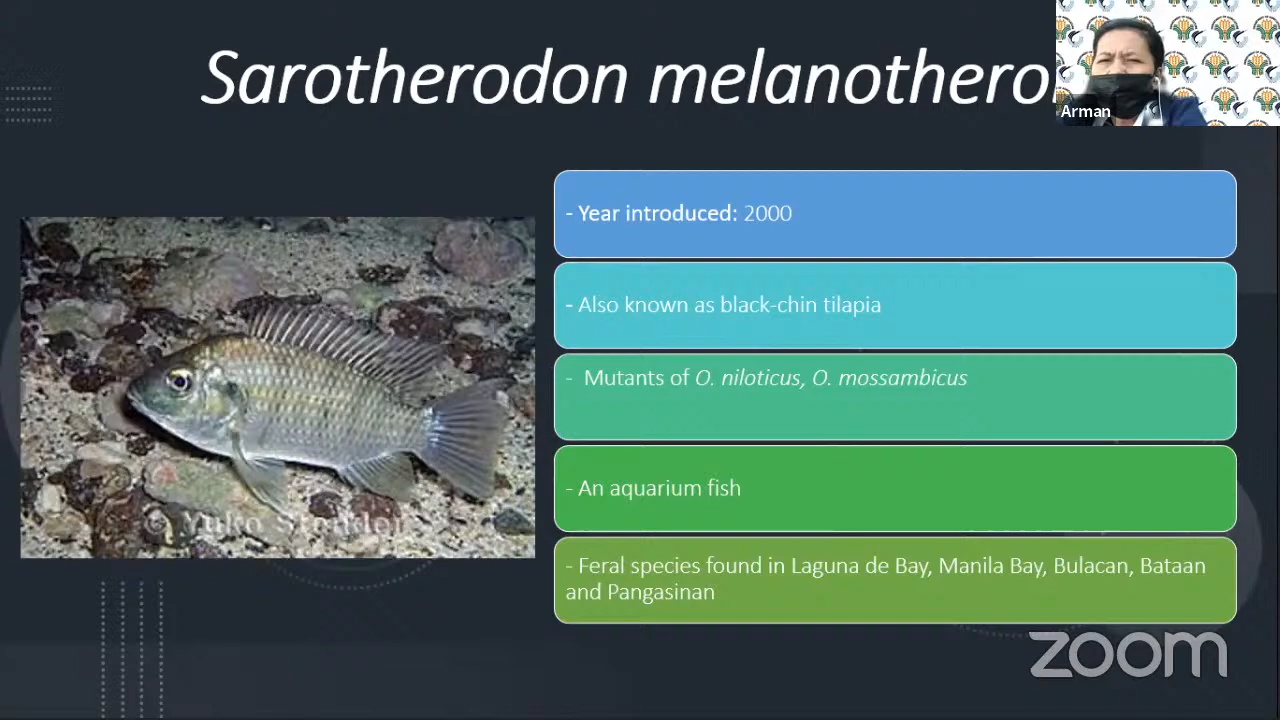 Sarotherodon melanothero
Arman
- Year introduced: 2000
- Also known as black-chin tilapia
- Mutants of O. niloticus, O. mossambicus
- An aquarium fish
- Feral species found in Laguna de Bay, Manila Bay, Bulacan, Bataan
and Pangasinan
© Yuko
zoom